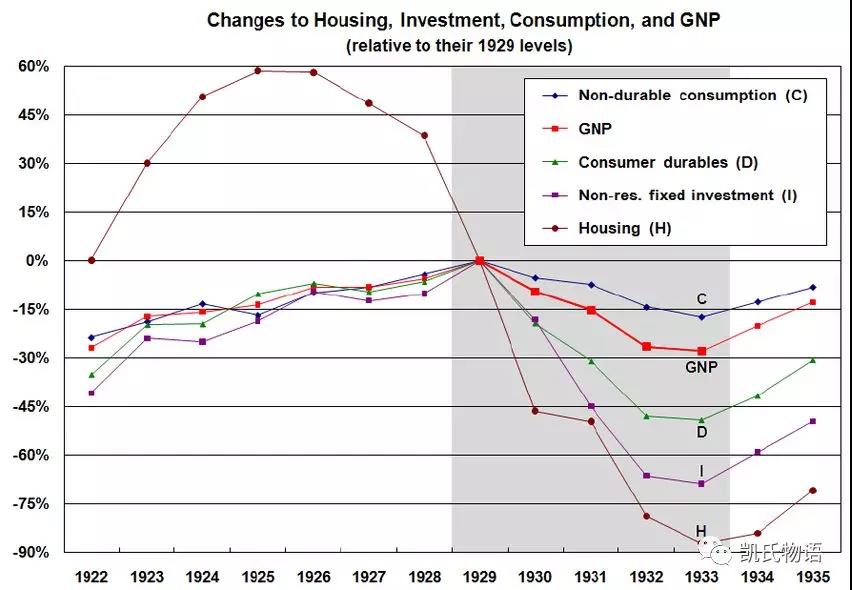 Changes to Housing, Investment, Consumption, and GNP
(relative to their 1929 levels)
60%
45%
30%
15%
0%
-15%
-30%
-45%
-60%
-75%
-90%
Non-durable consumption (C)
GNP
Consumer durables (D)
Non-res. fixed investment (I)
Housing (H)
C
GNP
D
I
H
凯氏物语
1922 1923 1924 1925 1926 1927 1928 1929 1930 1931 1932 1933 1934 1935